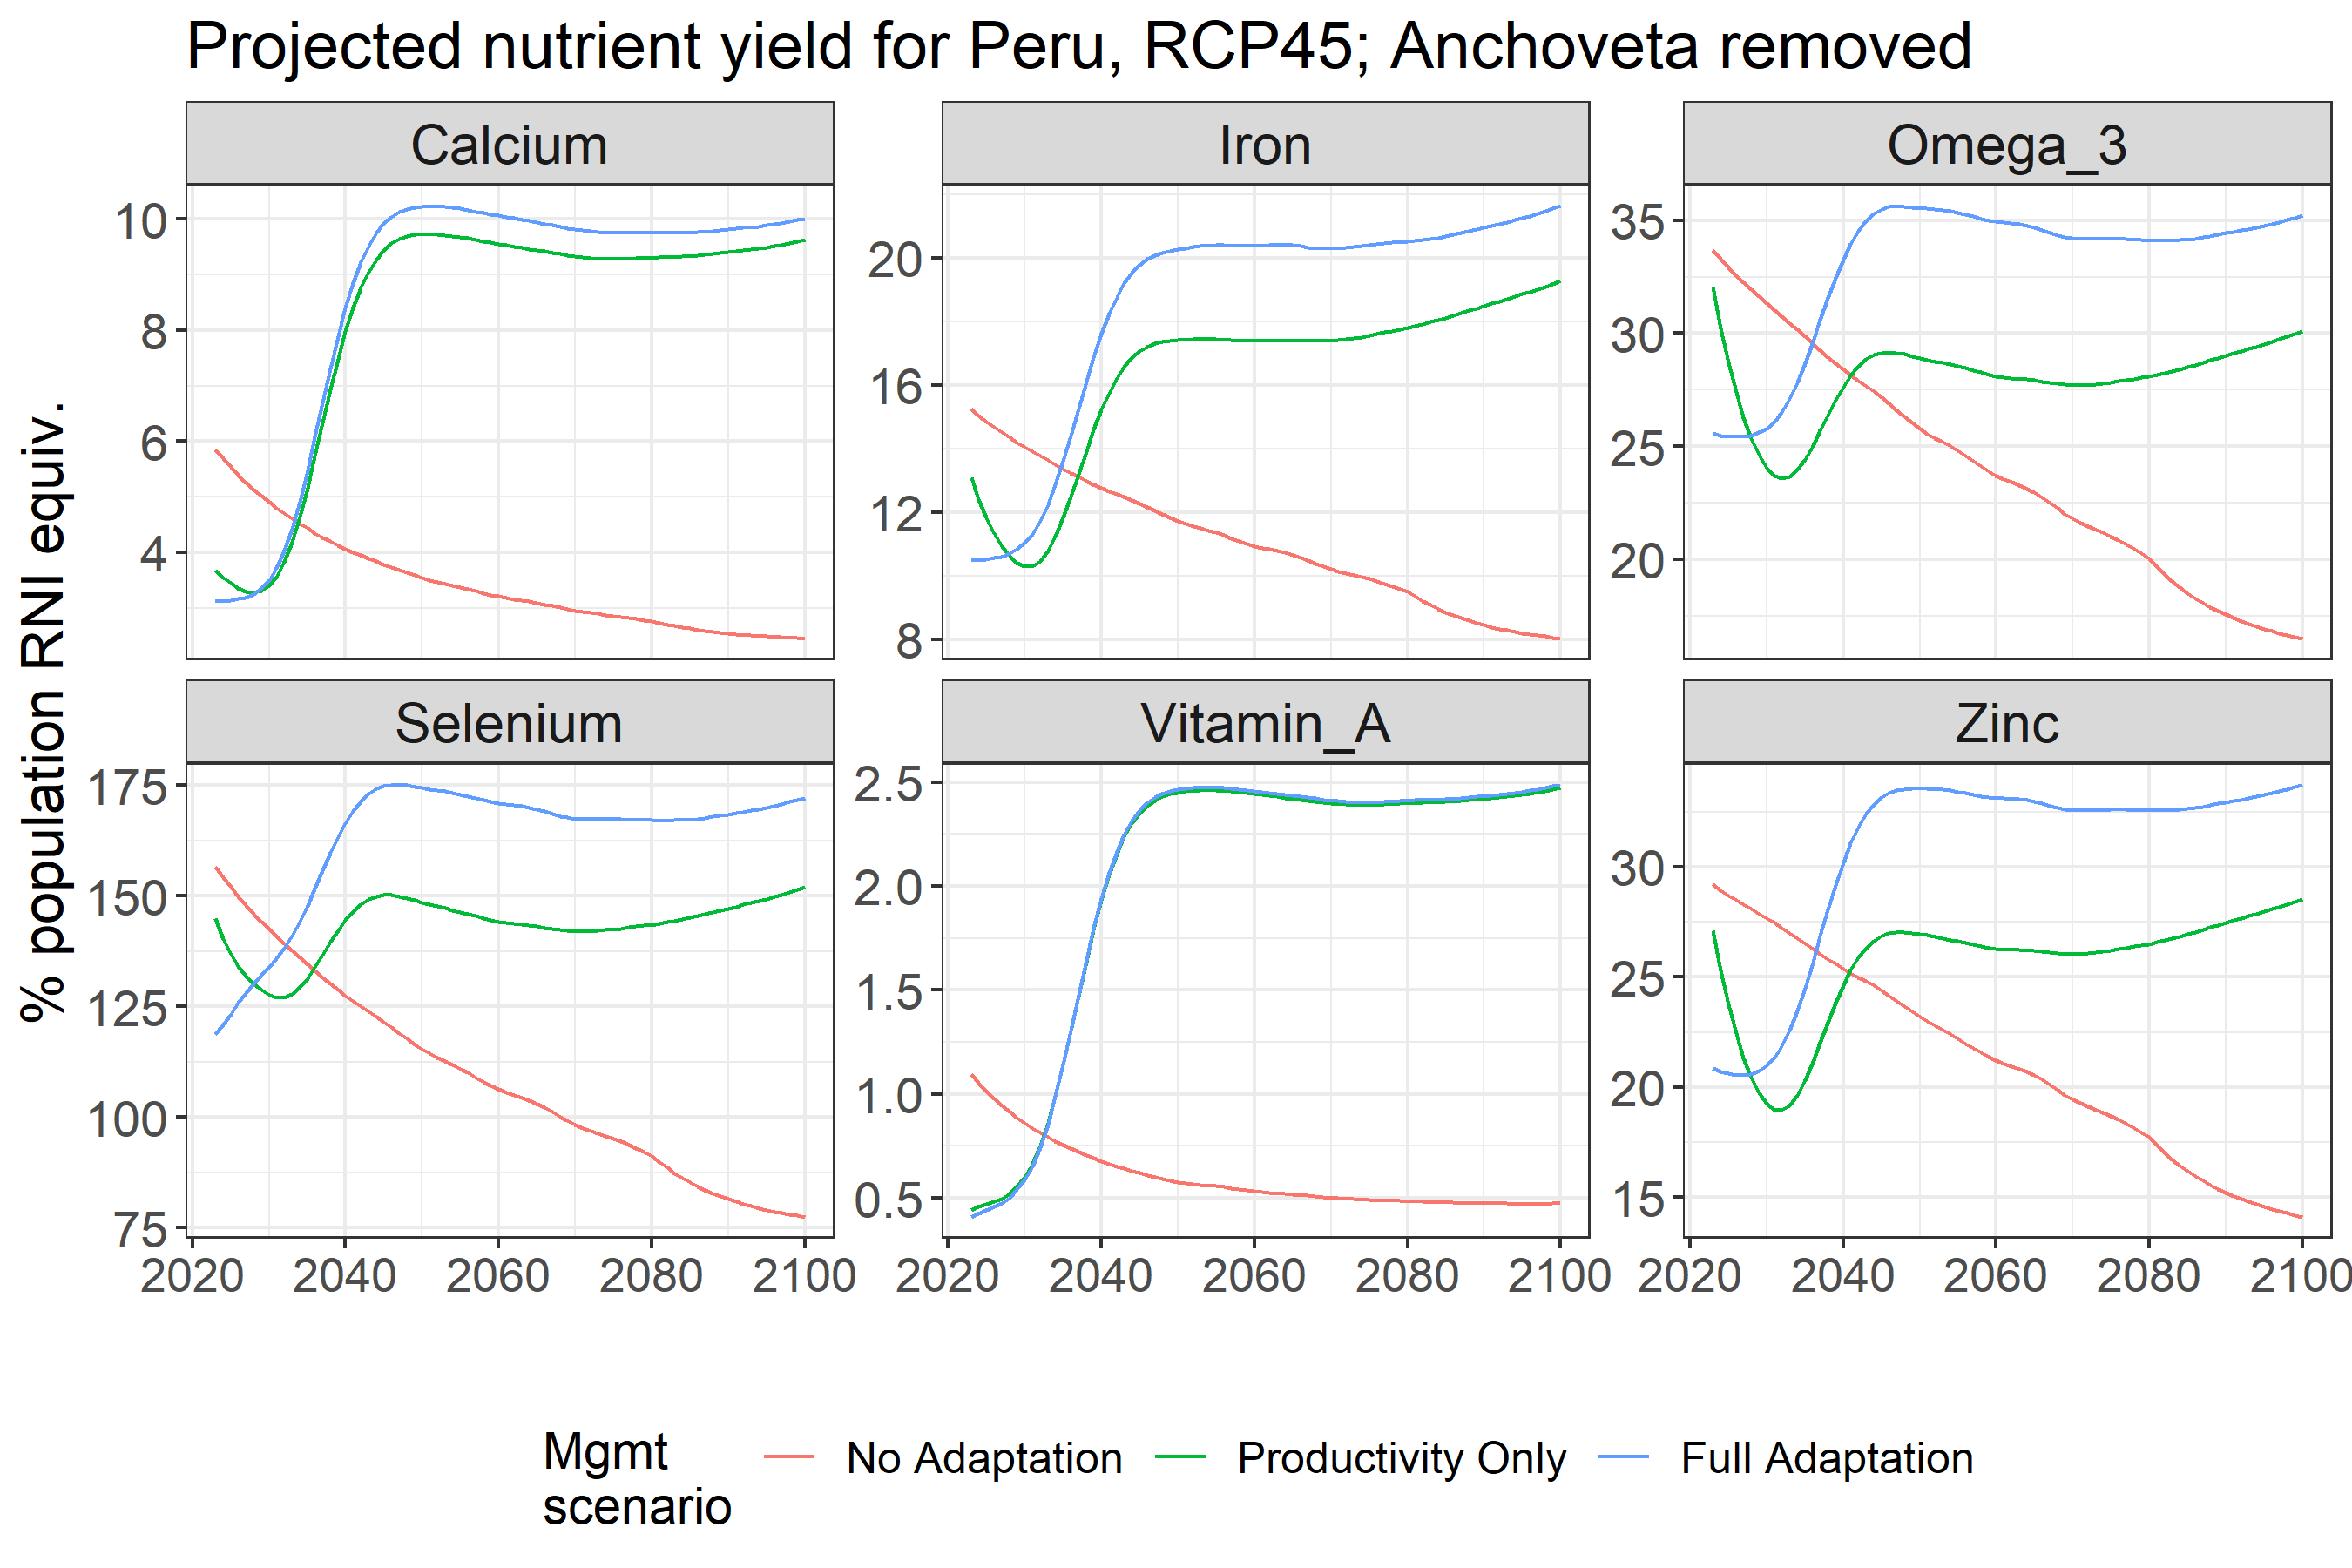 Projected nutrient yield for Peru, RCP45; Anchoveta removed
% population RNI equiv.
Calcium
10
8
6
4
Iron
20
16
12
8
Omega_3
35
30
25
20
Selenium
175
150
125
100
75
2020 2040 2060 2080 2100
Vitamin_A
2.5
2.0
1.5
1.0
0.5
2020 2040 2060 2080 2100
Zinc
30
25
20
15
2020 2040 2060 2080 2100
Mgmt
scenario
No Adaptation
Productivity Only
Full Adaptation